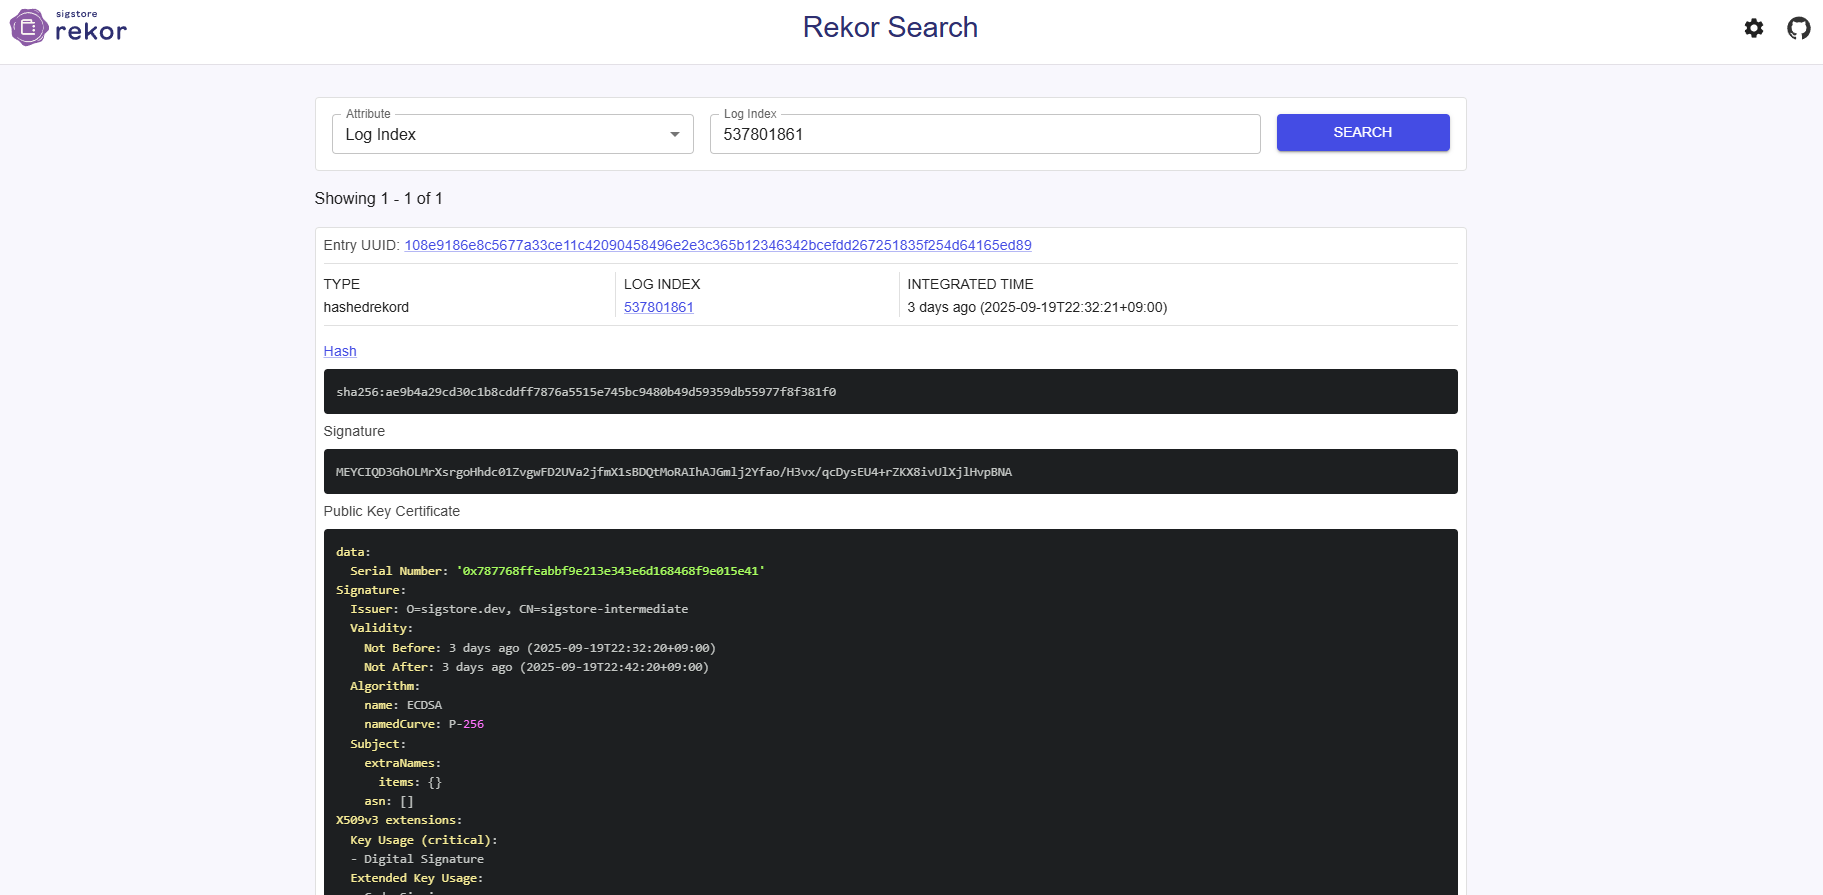 sigstore
rekor
Rekor Search
Attribute
Log Index
Log Index
537801861
SEARCH
Showing 1 - 1 of 1
Entry UUID: 108e9186e8c5677a33ce11c42090458496e2e3c365b12346342bcefdd267251835f254d64165ed89
TYPE
hashedrekord
LOG INDEX
537801861
INTEGRATED TIME
3 days ago (2025-09-19T22:32:21+09:00)
Hash
sha256:ae9b4a29cd30c1b8cddff7876a5515e745bc9480b49d59359db55977f8f381f0
Signature
MEYCIQD3GhOLMrXsrgoHhdc01ZvgwFD2UVa2jfmX1sBDQtMoRAIhAJGmlj2Yfao/H3vx/qcDysEU4+rZKX8ivUlXjlHvpBNA
Public Key Certificate
data:
Serial Number: '0x787768ffeabbf9e213e343e6d168468f9e015e41'
Signature:
Issuer: O=sigstore.dev, CN=sigstore-intermediate
Validity:
Not Before: 3 days ago (2025-09-19T22:32:20+09:00)
Not After: 3 days ago (2025-09-19T22:42:20+09:00)
Algorithm:
name: ECDSA
namedCurve: P-256
Subject:
extraNames:
items: {}
asn: []
X509v3 extensions:
Key Usage (critical):
- Digital Signature
Extended Key Usage: